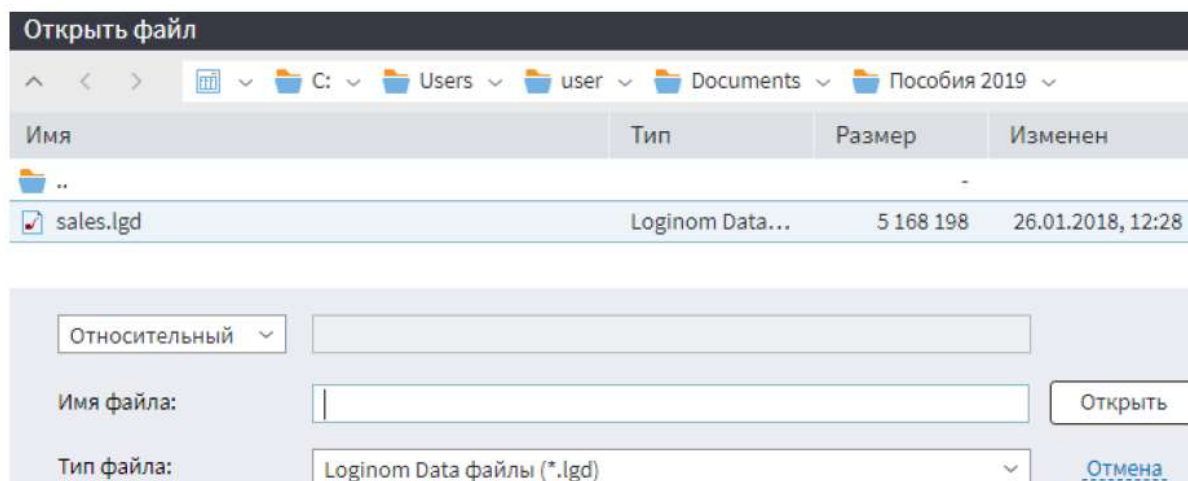 Открыть файл
C: Users user Documents Пособия 2019
Имя Тип Размер Изменен
.. -
sales.lgd Loginom Data... 5 168 198 26.01.2018, 12:28
Относительный
Имя файла: Открыть
Тип файла: Loginom Data файлы (*.lgd) Отмена